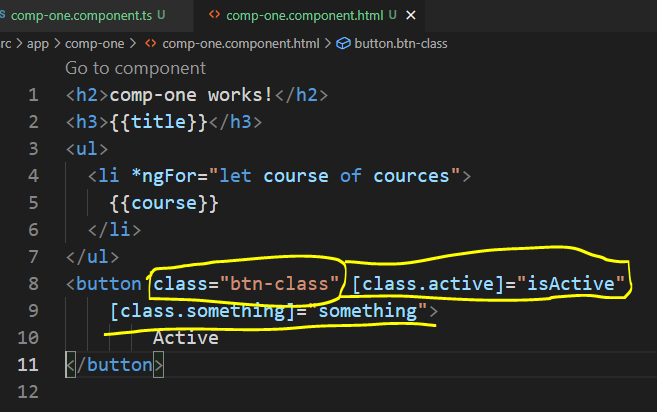 comp-one.component.ts U
comp-one.component.html U
rc > app > comp-one > comp-one.component.html > button.btn-class
Go to component
1 <h2>comp-one works!</h2>
2 <h3>{{title}}</h3>
3 <ul>
4 <li *ngFor="let course of cources">
5 {{course}}
6 </li>
7 </ul>
8 <button class="btn-class" [class.active]="isActive"
9 [class.something]="something">
10 Active
11 </button>
12